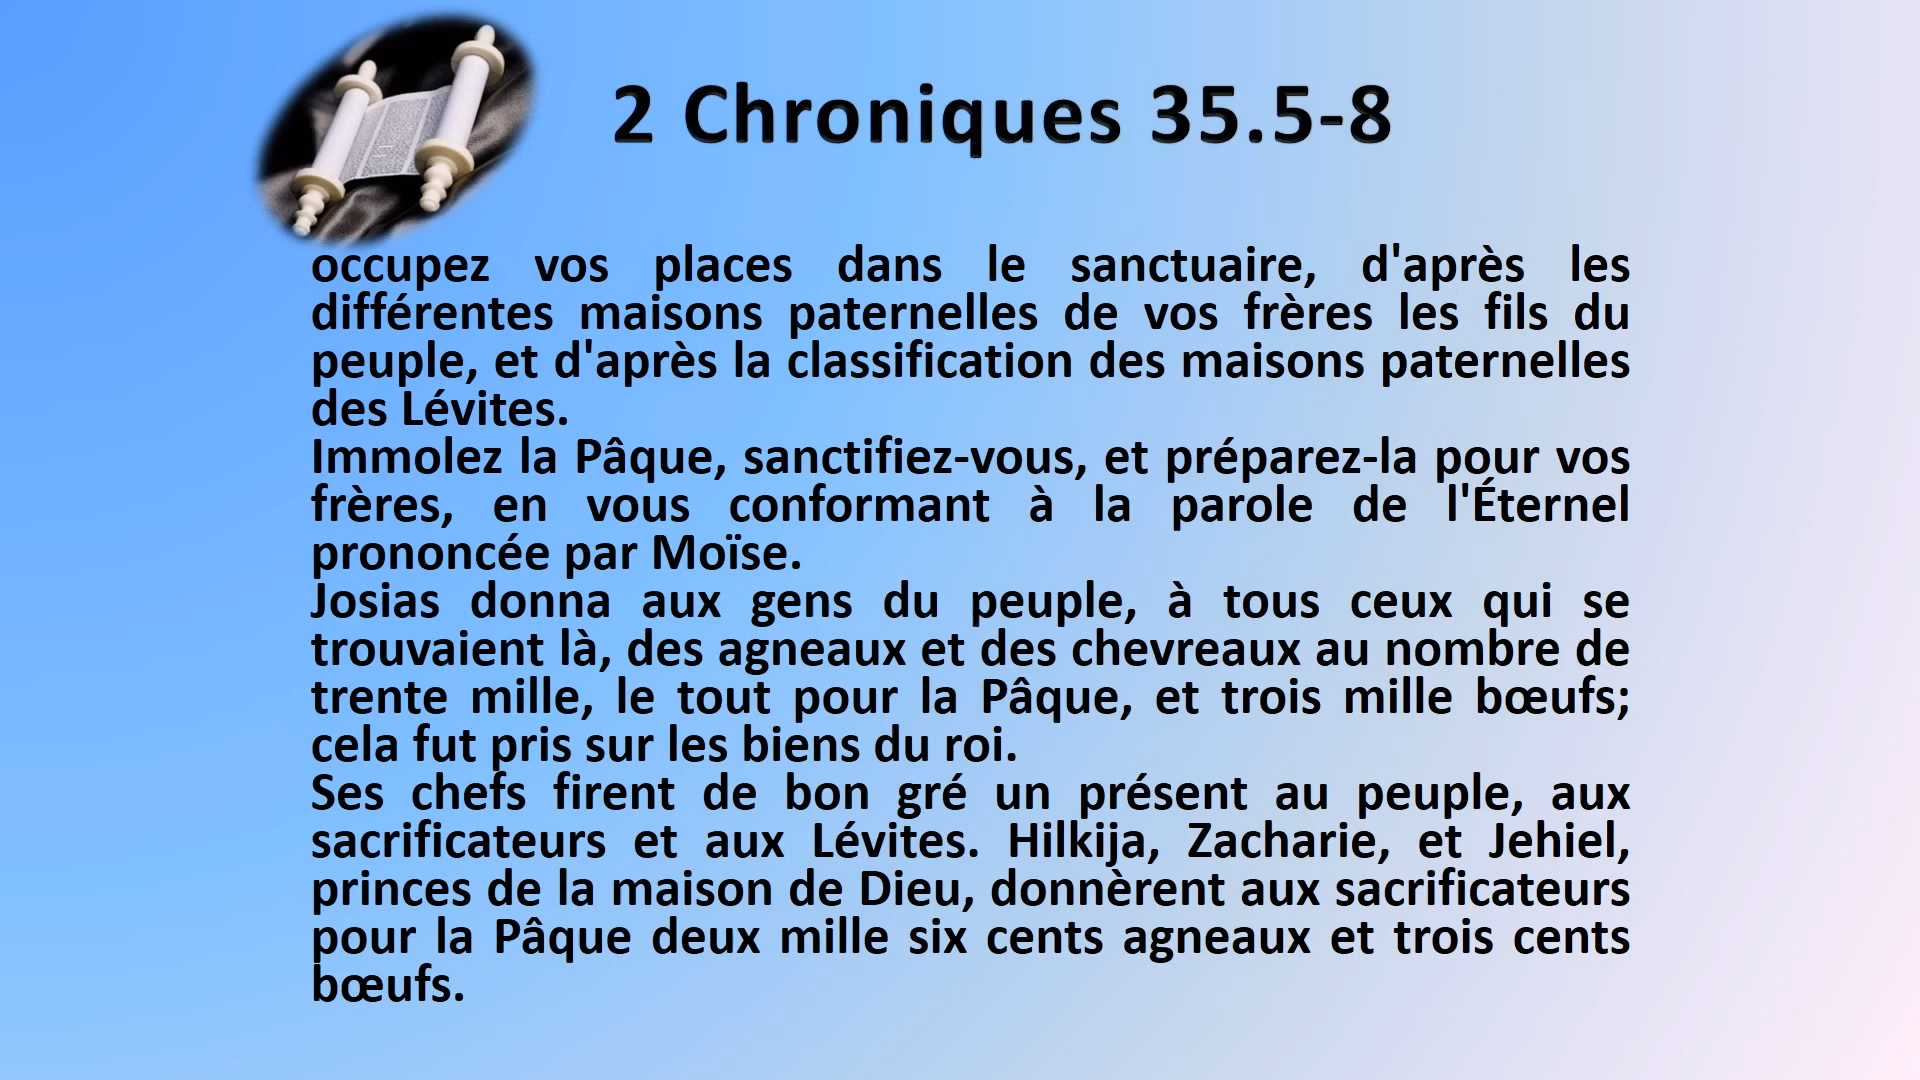 2 Chroniques 35.5-8
occupez vos places dans le sanctuaire, d'après les
différentes maisons paternelles de vos frères les fils du
peuple, et d'après la classification des maisons paternelles
des Lévites.
Immolez la Pâque, sanctifiez-vous, et préparez-la pour vos
frères, en vous conformant à la parole de l'Éternel
prononcée par Moïse.
Josias donna aux gens du peuple, à tous ceux qui se
trouvaient là, des agneaux et des chevreaux au nombre de
trente mille, le tout pour la Pâque, et trois mille bœufs;
cela fut pris sur les biens du roi.
Ses chefs firent de bon gré un présent au peuple, aux
sacrificateurs et aux Lévites. Hilkija, Zacharie, et Jehiel,
princes de la maison de Dieu, donnèrent aux sacrificateurs
pour la Pâque deux mille six cents agneaux et trois cents
bœufs.